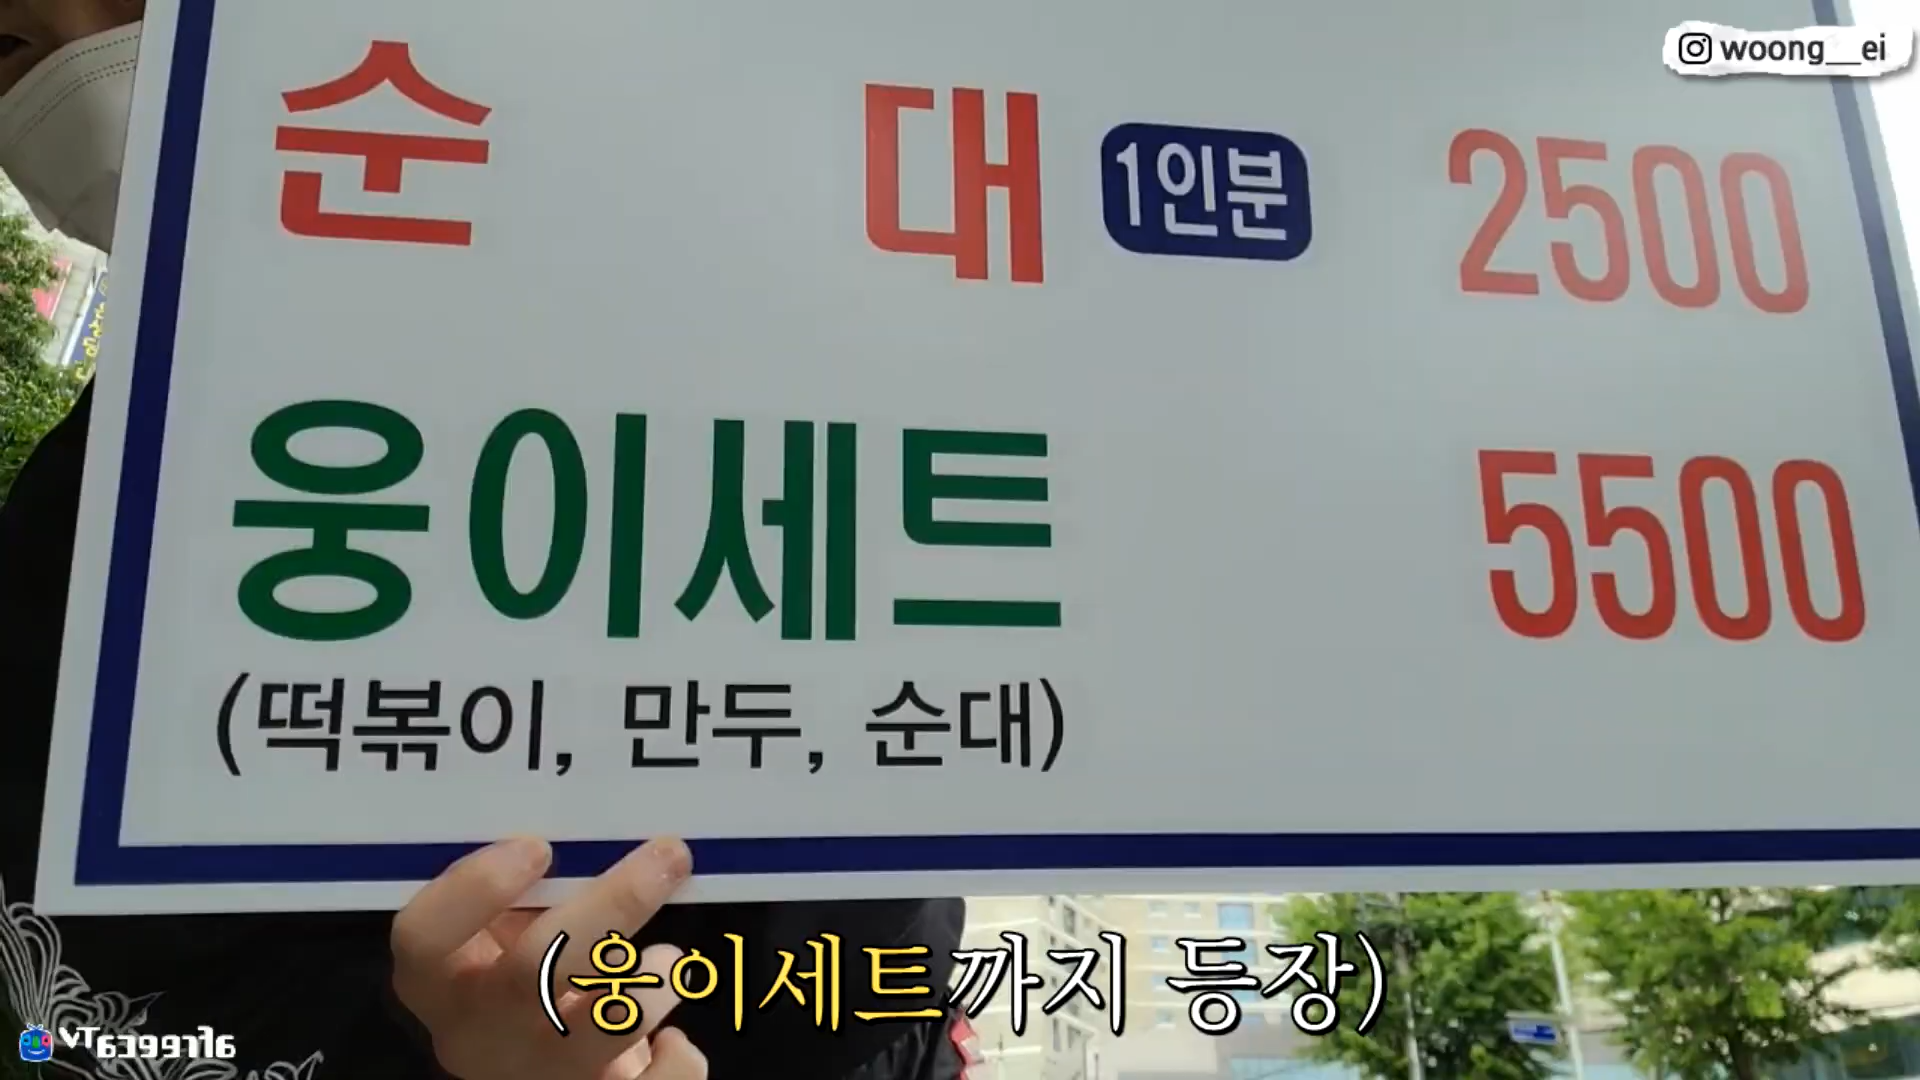 woong__ei
순 대 1인분 2500
웅이세트 5500
(떡볶이, 만두, 순대)
(웅이세트까지 등장)